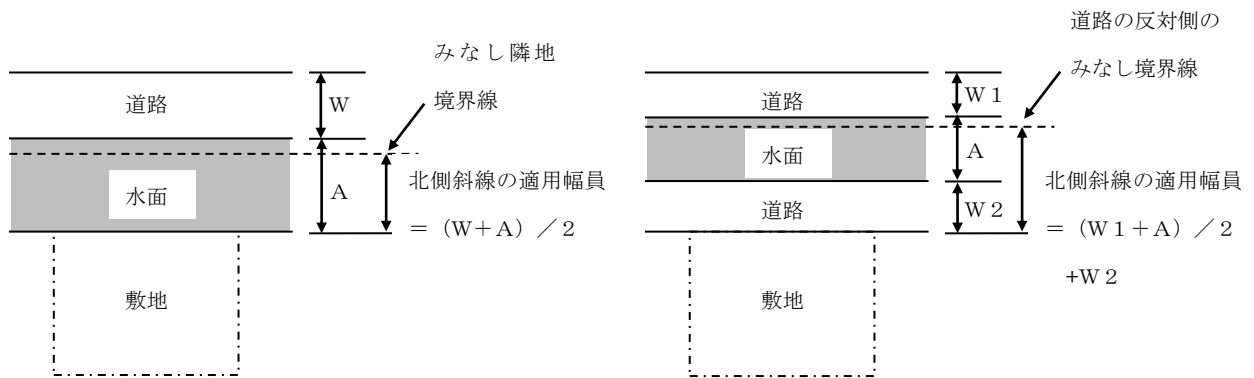 みなし隣地
境界線
道路
W
水面
A
北側斜線の適用幅員
=(W+A)/2
敷地
道路の反対側の
みなし境界線
道路
W1
水面
A
道路
W2
北側斜線の適用幅員
=(W1+A)/2
+W2
敷地